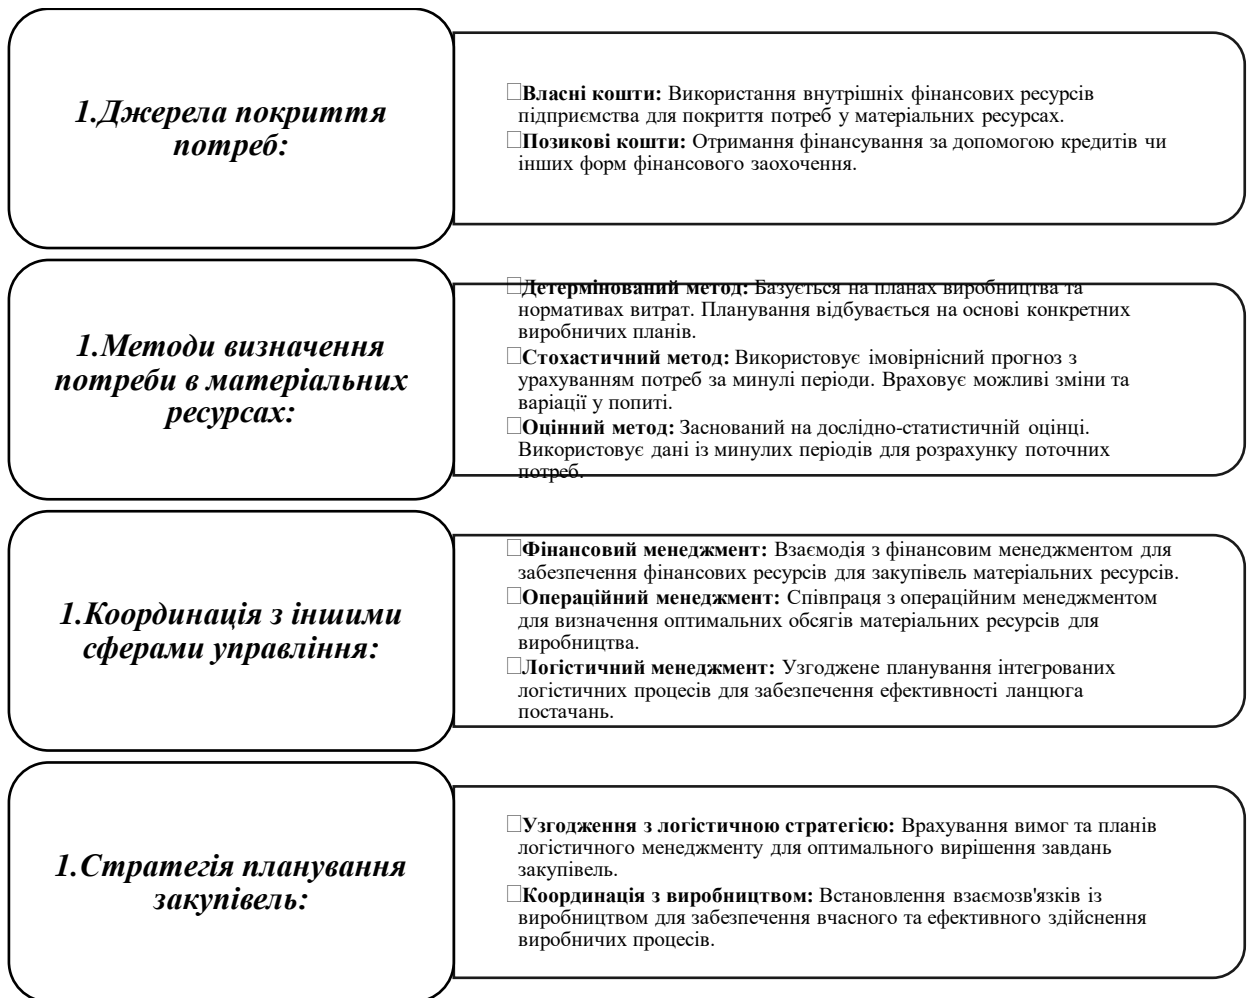 1.Джерела покриття
потреб:
□Власні кошти: Використання внутрішніх фінансових ресурсів
підприємства для покриття потреб у матеріальних ресурсах.
□Позикові кошти: Отримання фінансування за допомогою кредитів чи
інших форм фінансового заохочення.
1.Методи визначення
потреби в матеріальних
ресурсах:
□Детермінований метод: Базується на планах виробництва та
нормативах витрат. Планування відбувається на основі конкретних
виробничих планів.
□Стохастичний метод: Використовує імовірнісний прогноз з
урахуванням потреб за минулі періоди. Враховує можливі зміни та
варіації у попиті.
□Оцінний метод: Заснований на дослідно-статистичній оцінці.
Використовує дані із минулих періодів для розрахунку поточних
потреб.
1.Координація з іншими
сферами управління:
□Фінансовий менеджмент: Взаємодія з фінансовим менеджментом для
забезпечення фінансових ресурсів для закупівель матеріальних ресурсів.
□Операційний менеджмент: Співпраця з операційним менеджментом
для визначення оптимальних обсягів матеріальних ресурсів для
виробництва.
□Логістичний менеджмент: Узгоджене планування інтегрованих
логістичних процесів для забезпечення ефективності ланцюга
постачань.
1.Стратегія планування
закупівель:
□Узгодження з логістичною стратегією: Врахування вимог та планів
логістичного менеджменту для оптимального вирішення завдань
закупівель.
□Координація з виробництвом: Встановлення взаємозв'язків із
виробництвом для забезпечення вчасного та ефективного здійснення
виробничих процесів.